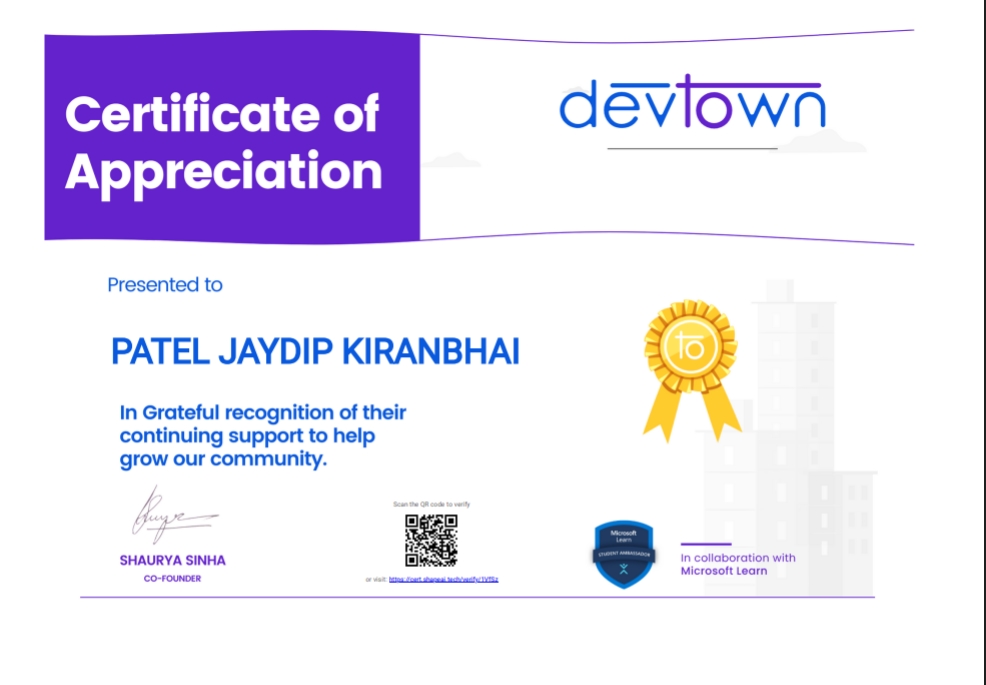 Certificate of
Appreciation
devtown
Presented to
PATEL JAYDIP KIRANBHAI
In Grateful recognition of their
continuing support to help
grow our community.
to
SHAURYA SINHA
CO-FOUNDER
Scan the QR code to verify
or visit:
Microsoft
Learn
STUDENT AMBASSADOR
In collaboration with
Microsoft Learn